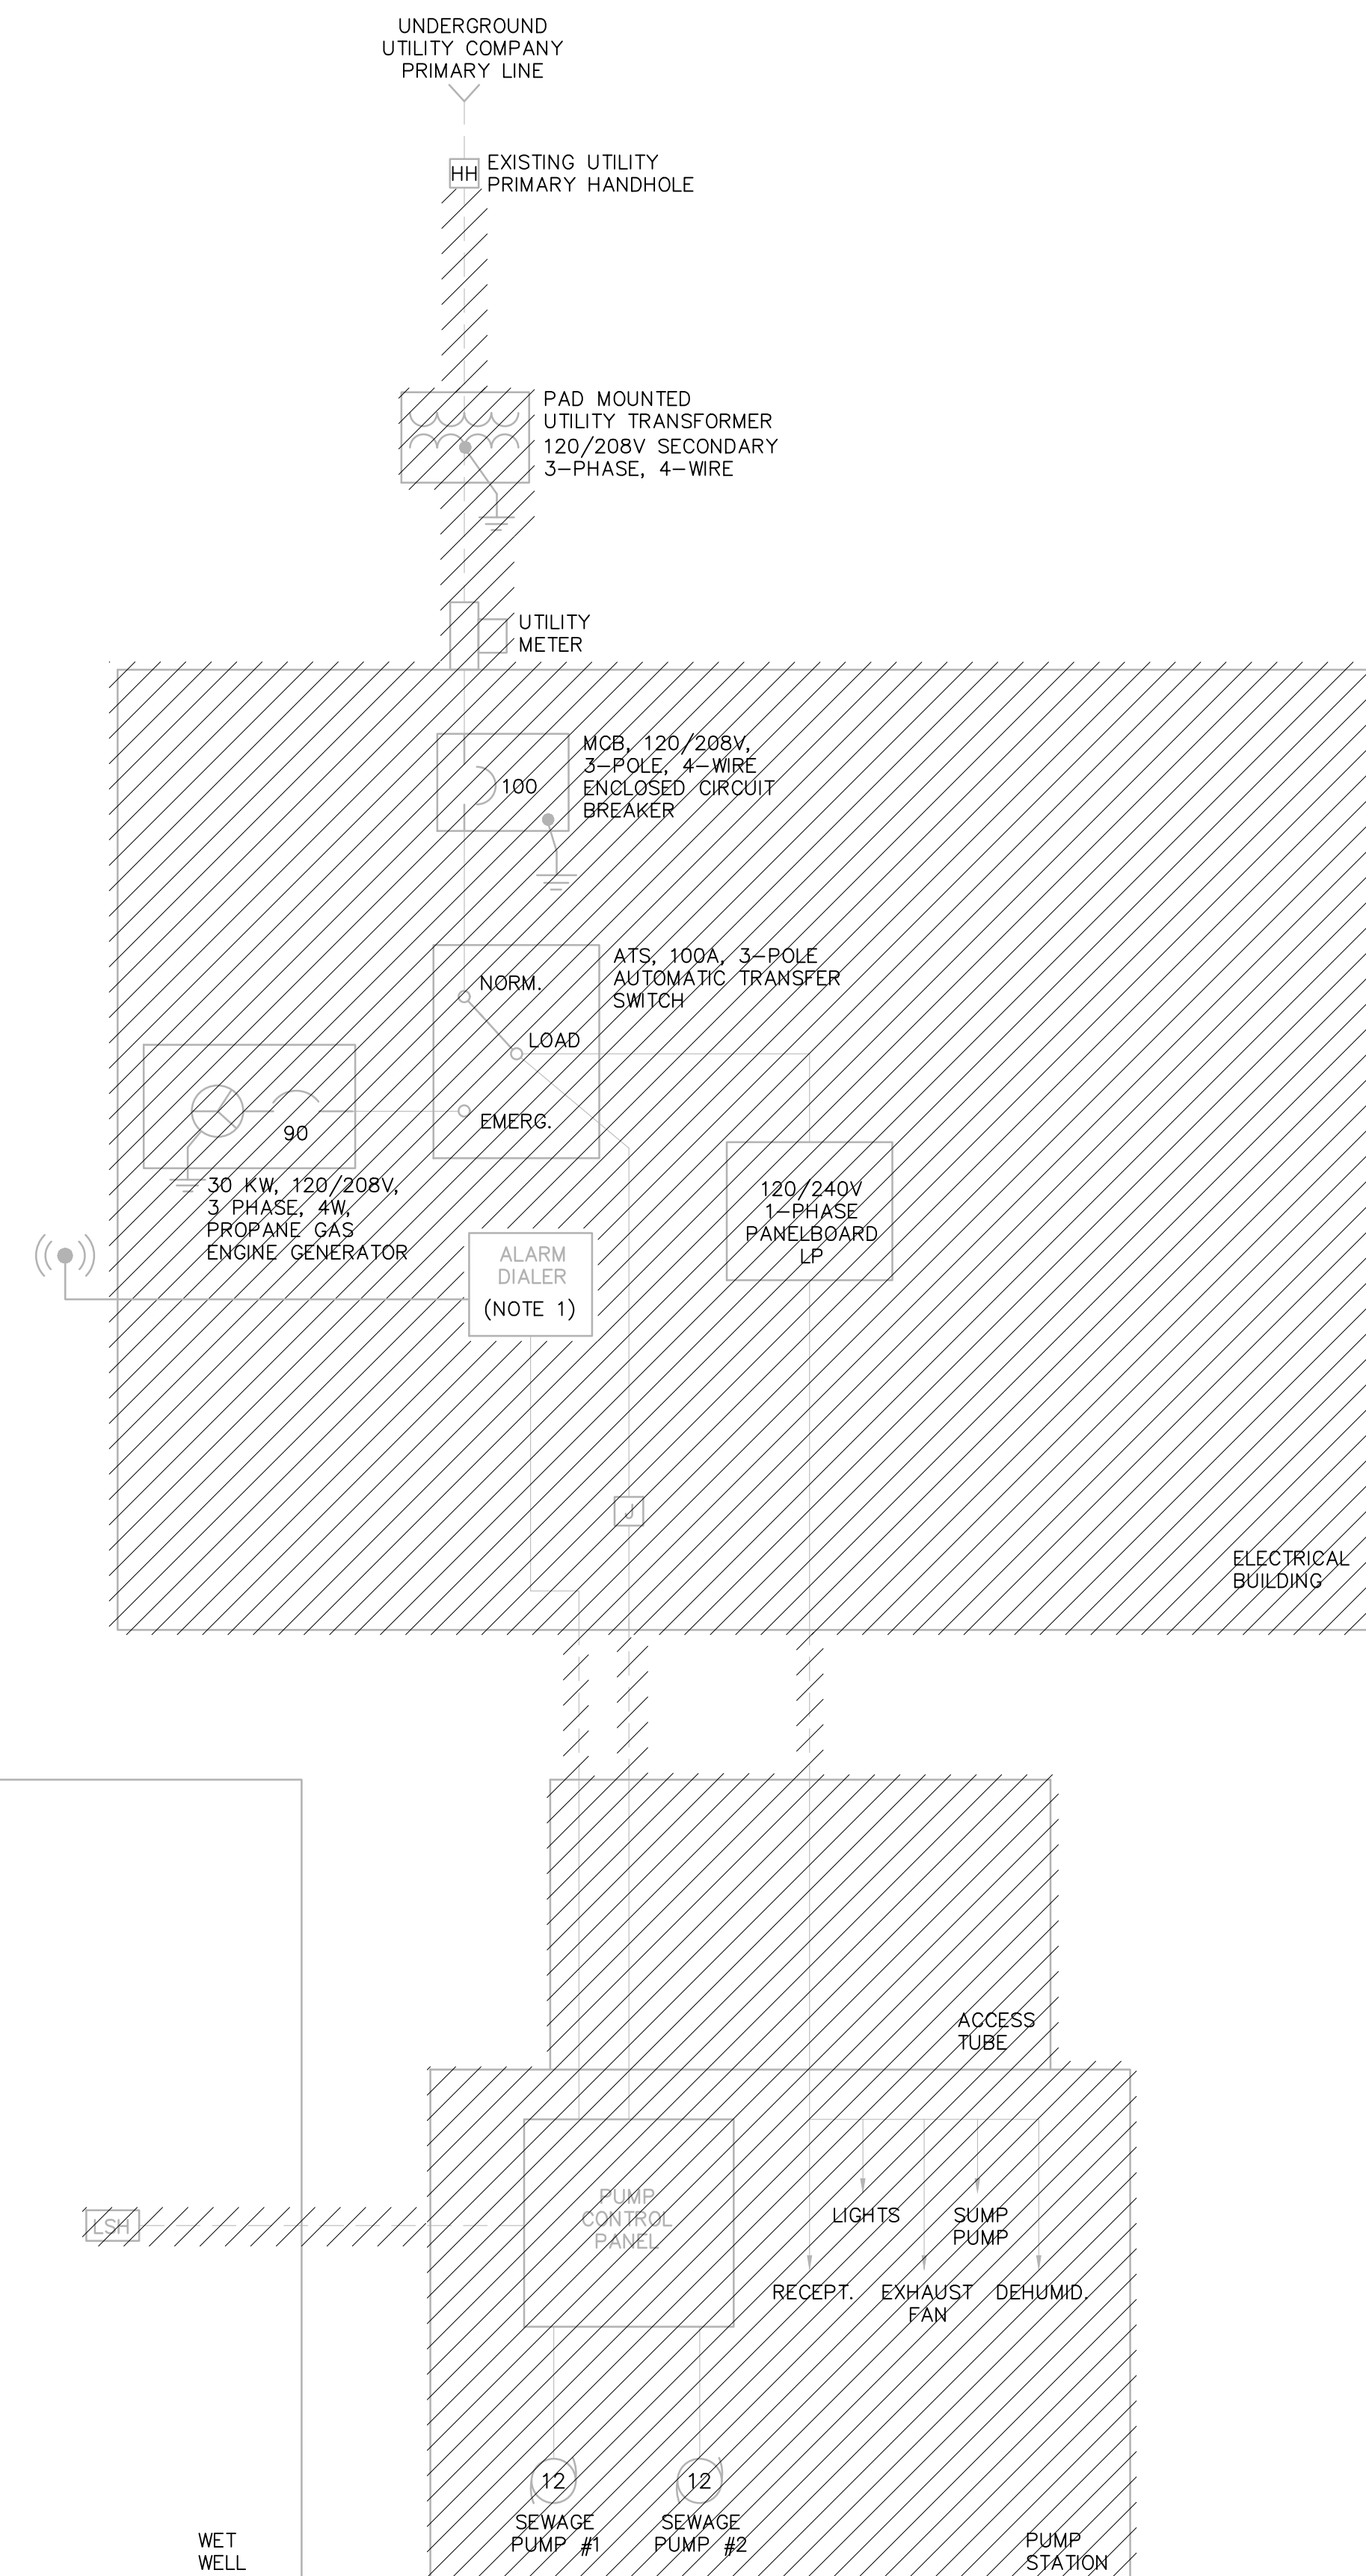 UNDERGROUND
UTILITY COMPANY
PRIMARY LINE
HH
EXISTING UTILITY
PRIMARY HANDHOLE
PAD MOUNTED
UTILITY TRANSFORMER
120/208V SECONDARY
3-PHASE, 4-WIRE
UTILITY
METER
100
MCB, 120/208V,
3-POLE, 4-WIRE
ENCLOSED CIRCUIT
BREAKER
ATS, 100A, 3-POLE
AUTOMATIC TRANSFER
SWITCH
NORM.
LOAD
EMERG.
90
30 KW, 120/208V,
3 PHASE, 4W,
PROPANE GAS
ENGINE GENERATOR
120/240V
1-PHASE
PANELBOARD
LP
ALARM
DIALER
(NOTE 1)
J
ELECTRICAL
BUILDING
ACCESS
TUBE
LSH
PUMP
CONTROL
PANEL
LIGHTS
SUMP
PUMP
RECEPT.
EXHAUST
FAN
DEHUMID.
12
12
SEWAGE
PUMP #1
SEWAGE
PUMP #2
WET
WELL
PUMP
STATION